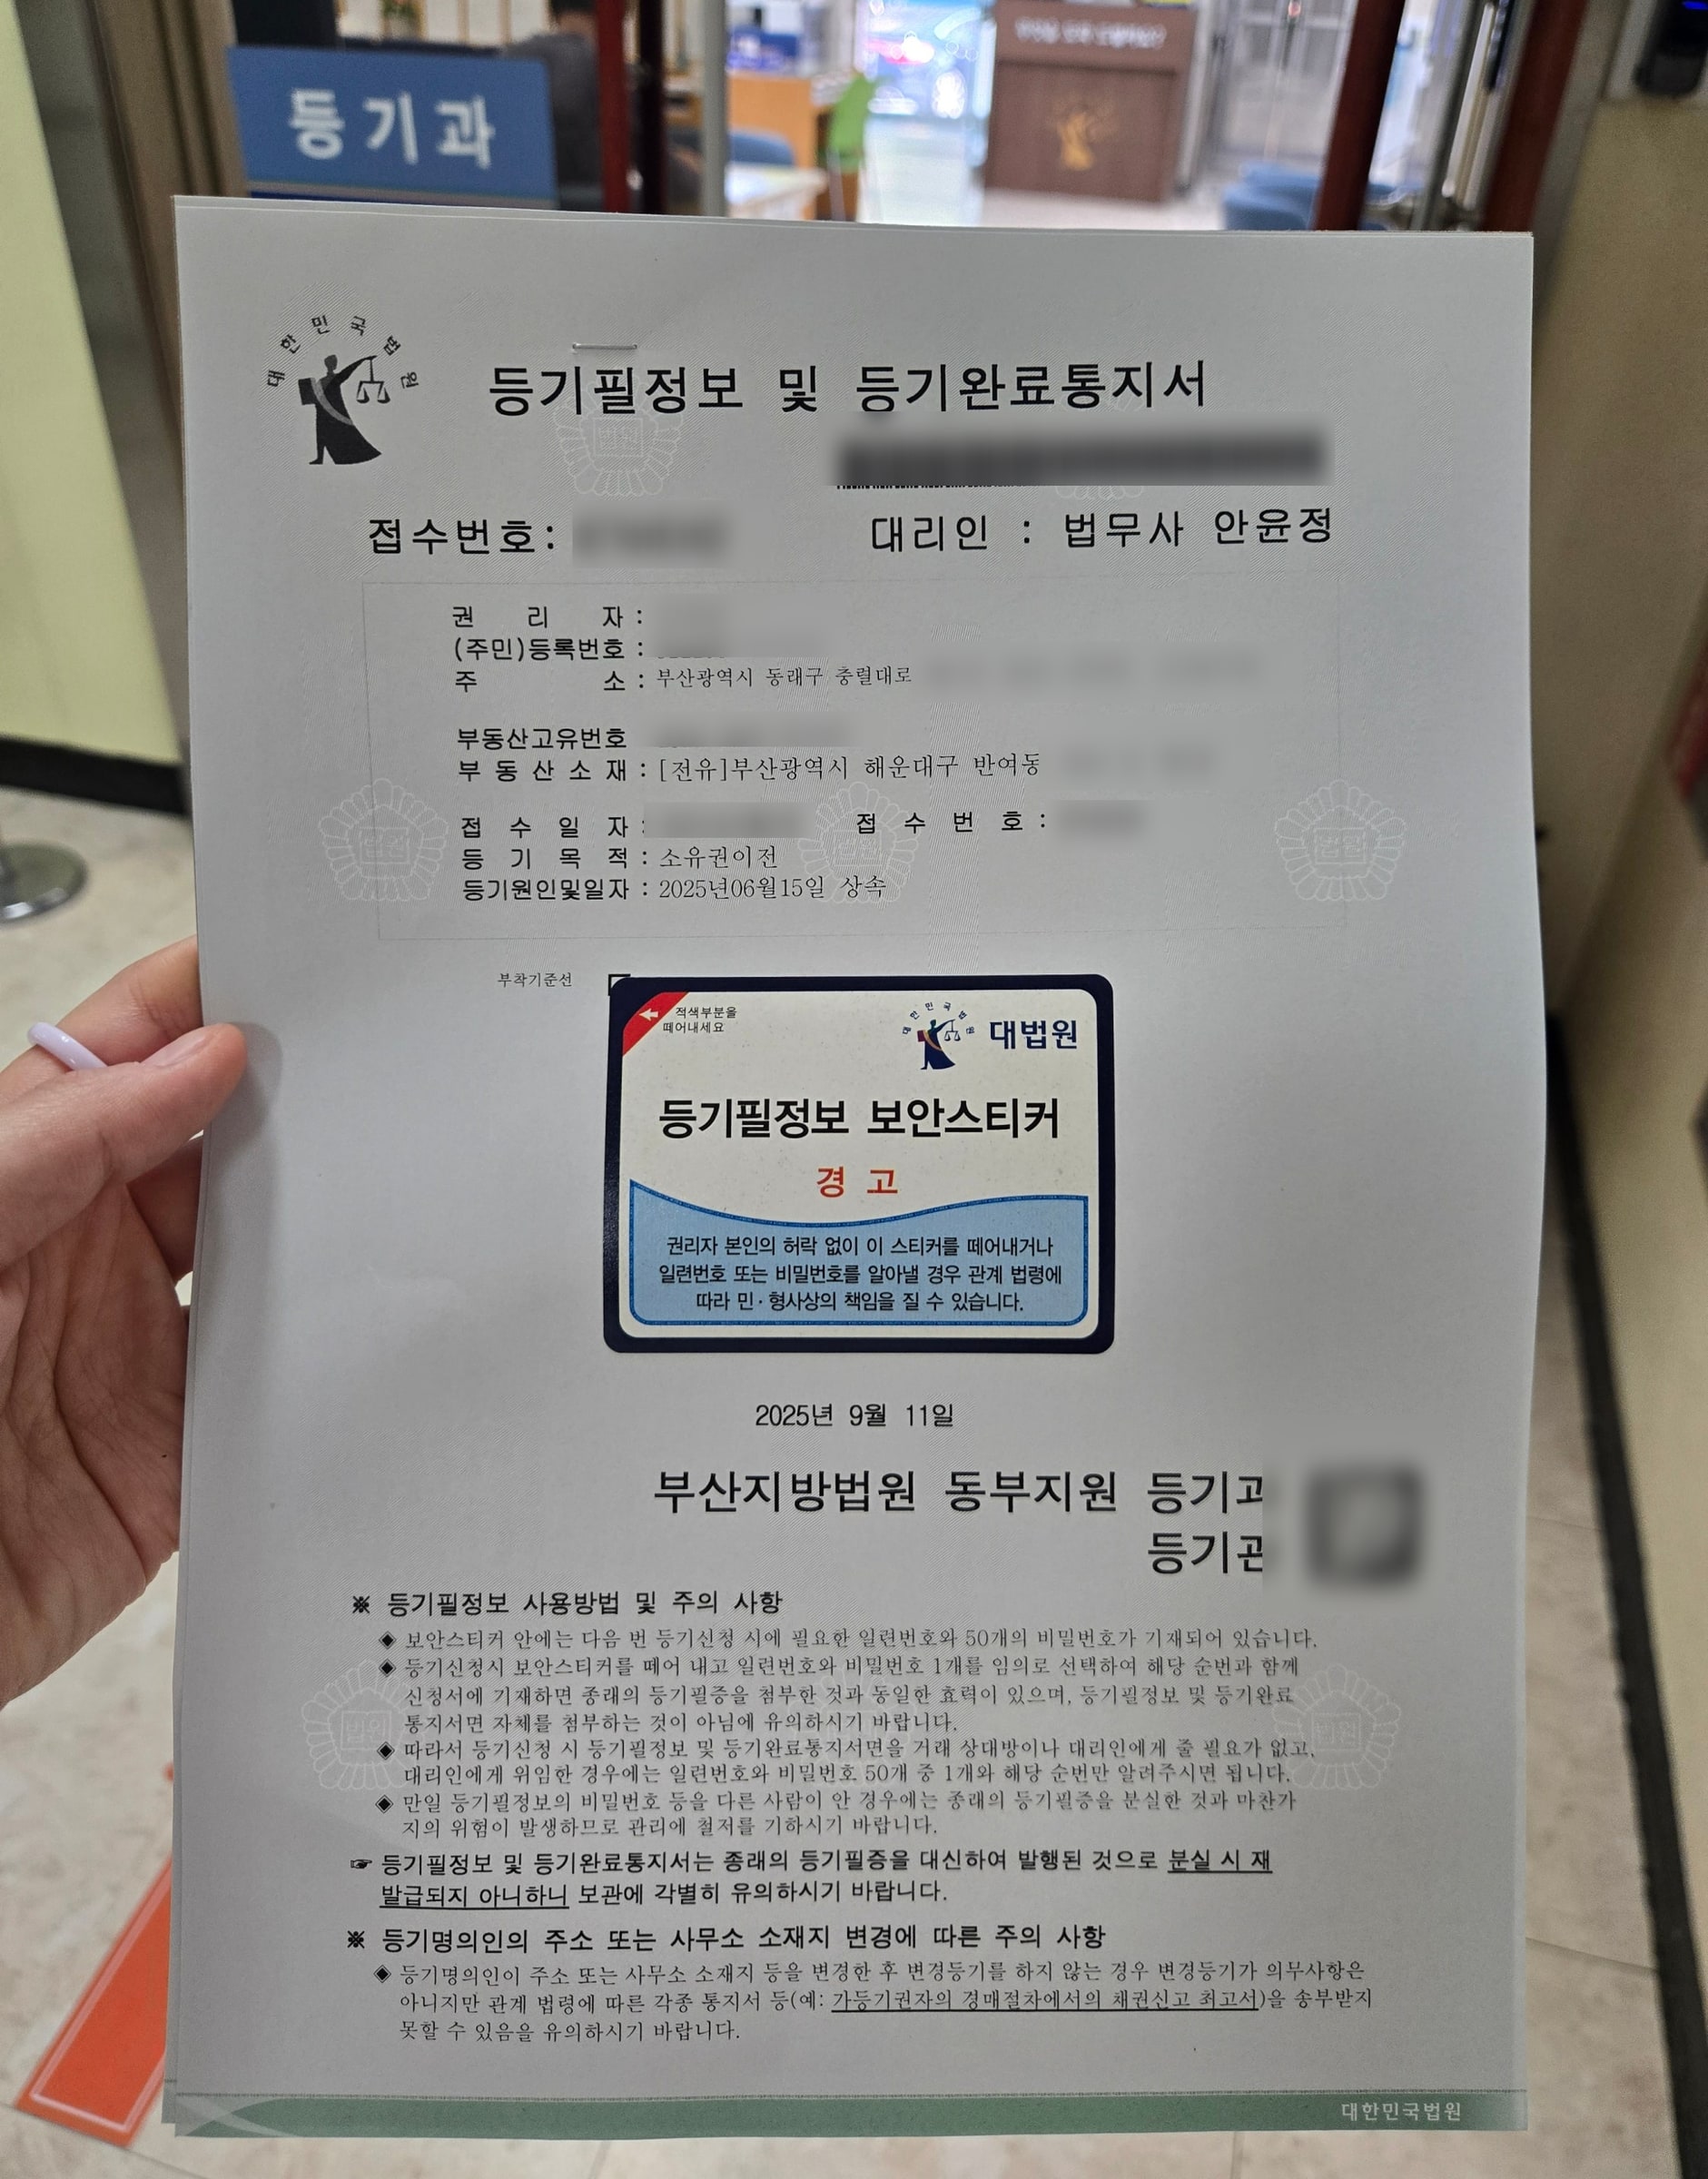 등기과
대한민국법원
등기필정보 및 등기완료통지서
접수번호:
대리인 : 법무사 안윤정
권 리 자 :
(주민)등록번호 :
주 소 : 부산광역시 동래구 충렬대로
부동산고유번호
부 동 산 소 재 : [전유]부산광역시 해운대구 반여동
접 수 일 자 : 접 수 번 호 :
등 기 목 적 : 소유권이전
등기원인및일자 : 2025년06월15일 상속
부착기준선
적색부분을
떼어내세요
대한민국법원
대법원
등기필정보 보안스티커
경 고
권리자 본인의 허락 없이 이 스티커를 떼어내거나
일련번호 또는 비밀번호를 알아낼 경우 관계 법령에
따라 민·형사상의 책임을 질 수 있습니다.
2025년 9월 11일
부산지방법원 동부지원 등기과
등기관
※ 등기필정보 사용방법 및 주의 사항
◈ 보안스티커 안에는 다음 번 등기신청 시에 필요한 일련번호와 50개의 비밀번호가 기재되어 있습니다.
◈ 등기신청시 보안스티커를 떼어 내고 일련번호와 비밀번호 1개를 임의로 선택하여 해당 순번과 함께
신청서에 기재하면 종래의 등기필증을 첨부한 것과 동일한 효력이 있으며, 등기필정보 및 등기완료
통지서면 자체를 첨부하는 것이 아님에 유의하시기 바랍니다.
◈ 따라서 등기신청 시 등기필정보 및 등기완료통지서면을 거래 상대방이나 대리인에게 줄 필요가 없고,
대리인에게 위임한 경우에는 일련번호와 비밀번호 50개 중 1개와 해당 순번만 알려주시면 됩니다.
◈ 만일 등기필정보의 비밀번호 등을 다른 사람이 안 경우에는 종래의 등기필증을 분실한 것과 마찬가
지의 위험이 발생하므로 관리에 철저를 기하시기 바랍니다.
☞ 등기필정보 및 등기완료통지서는 종래의 등기필증을 대신하여 발행된 것으로 분실 시 재
발급되지 아니하니 보관에 각별히 유의하시기 바랍니다.
※ 등기명의인의 주소 또는 사무소 소재지 변경에 따른 주의 사항
◈ 등기명의인이 주소 또는 사무소 소재지 등을 변경한 후 변경등기를 하지 않는 경우 변경등기가 의무사항은
아니지만 관계 법령에 따른 각종 통지서 등(예: 가등기권자의 경매절차에서의 채권신고 최고서)을 송부받지
못할 수 있음을 유의하시기 바랍니다.
대한민국법원